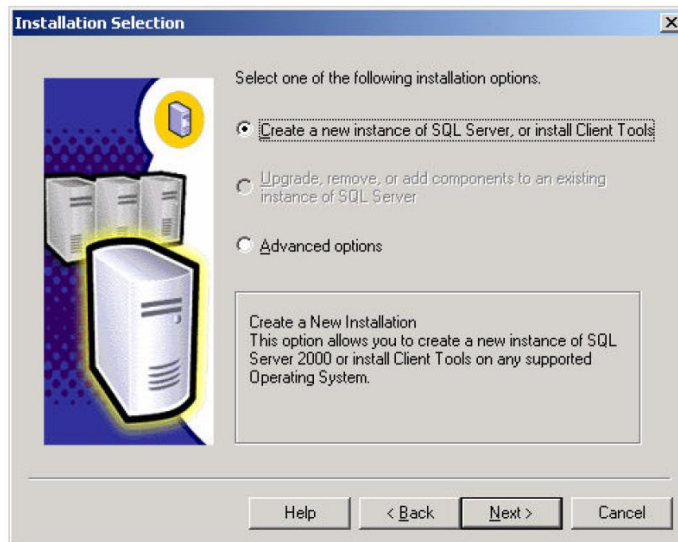 Installation Selection
Select one of the following installation options.
Create a new instance of SQL Server, or install Client Tools
Upgrade, remove, or add components to an existing
instance of SQL Server
Advanced options
Create a New Installation
This option allows you to create a new instance of SQL
Server 2000 or install Client Tools on any supported
Operating System.
Help
< Back
Next >
Cancel